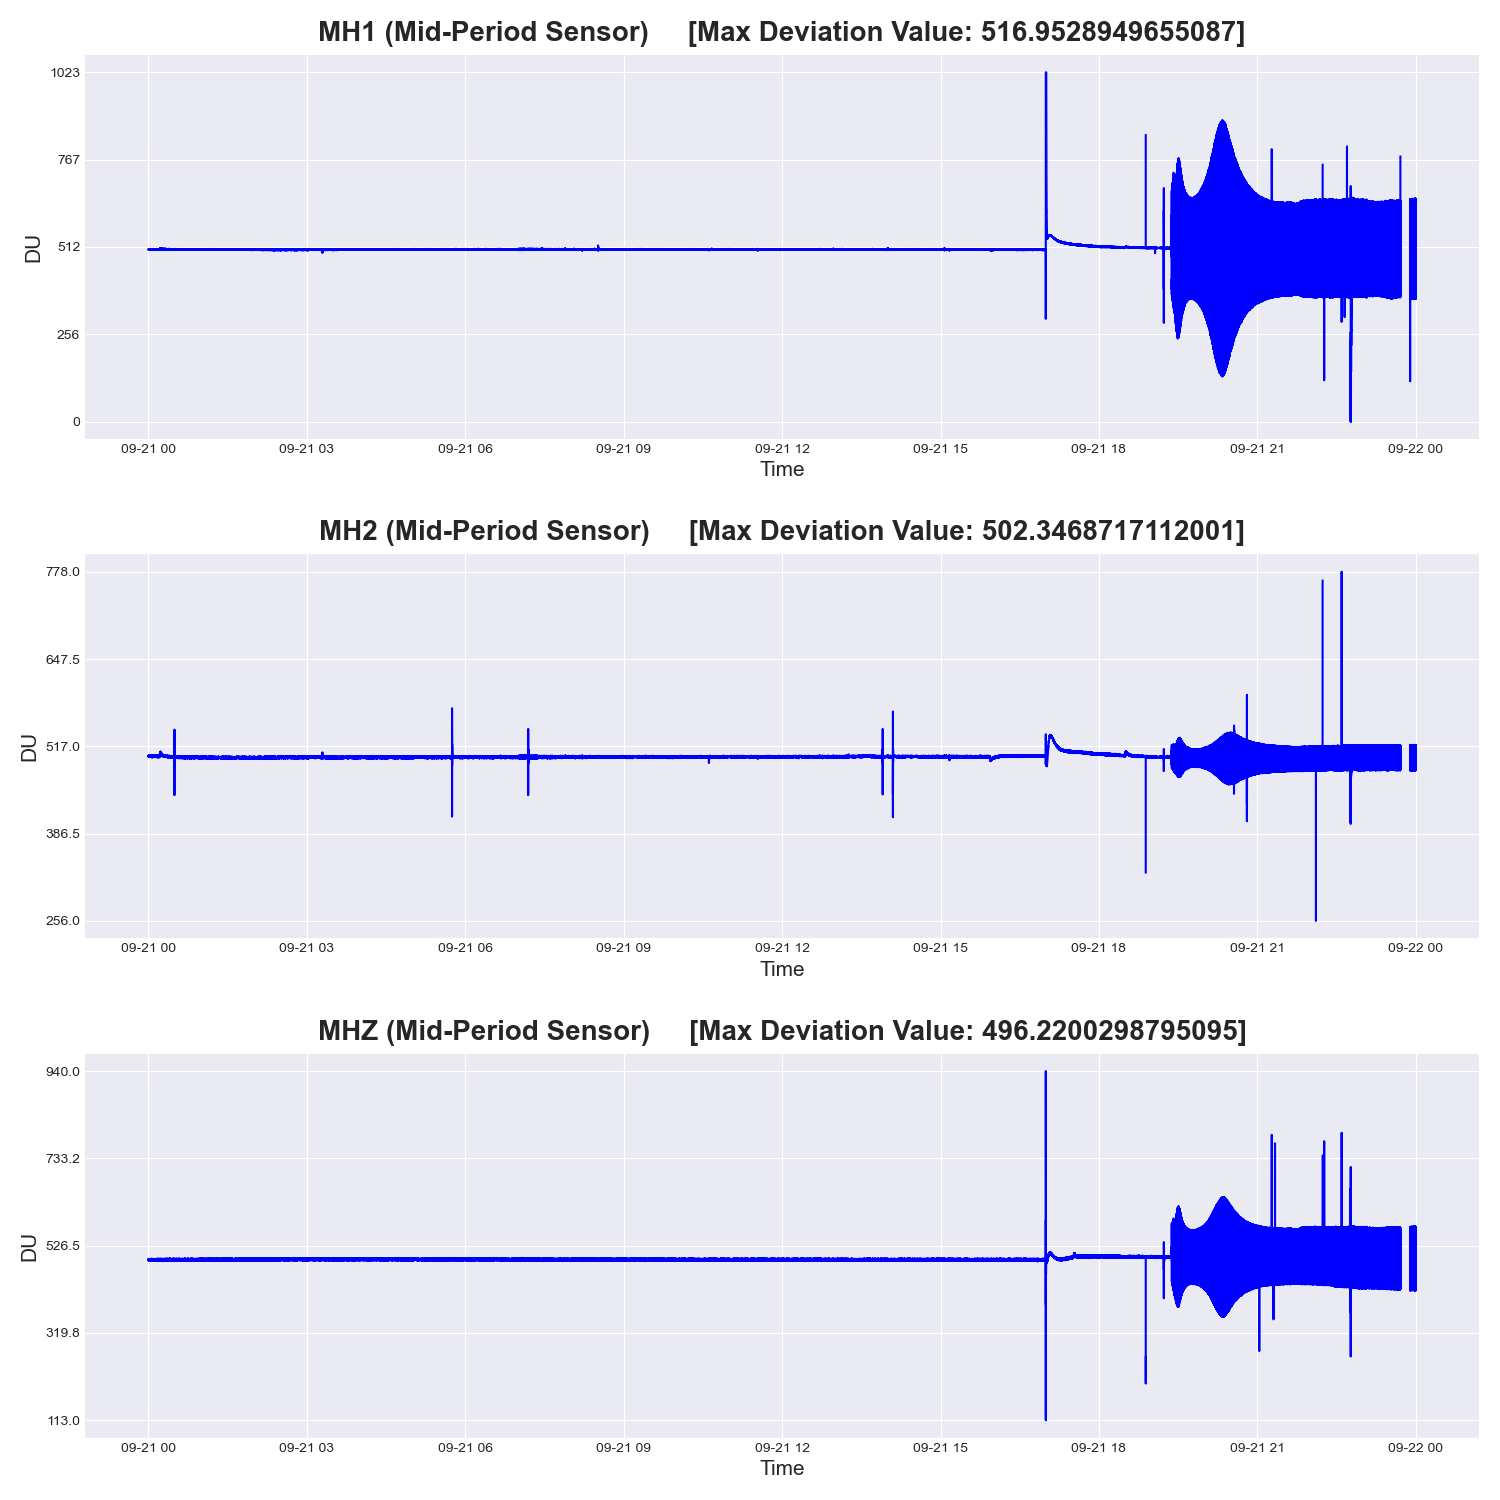 MH1 (Mid-Period Sensor) [Max Deviation Value: 516.9528949655087]
1023
767
512
256
0
DU
09-21 00 09-21 03 09-21 06 09-21 09 09-21 12 09-21 15 09-21 18 09-21 21 09-22 00
Time
MH2 (Mid-Period Sensor) [Max Deviation Value: 502.3468717112001]
778.0
647.5
517.0
386.5
256.0
DU
09-21 00 09-21 03 09-21 06 09-21 09 09-21 12 09-21 15 09-21 18 09-21 21 09-22 00
Time
MHZ (Mid-Period Sensor) [Max Deviation Value: 496.2200298795095]
940.0
733.2
526.5
319.8
113.0
DU
09-21 00 09-21 03 09-21 06 09-21 09 09-21 12 09-21 15 09-21 18 09-21 21 09-22 00
Time